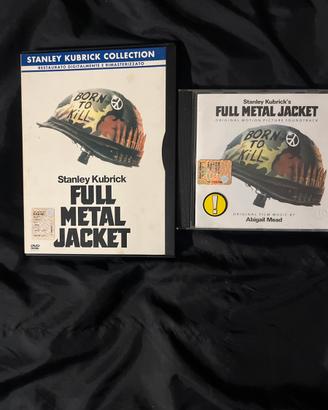 STANLEY KUBRICK COLLECTION
RESTAURATO DIGITALMENTE E RIMASTERIZZATO
BORN
TO
KILL
Stanley Kubrick
FULL
METAL
JACKET
DVD
Stanley Kubrick's
FULL METAL JACKET
ORIGINAL MOTION PICTURE SOUNDTRACK
BORN
TO
KILL
!
ORIGINAL FILM MUSIC BY
Abigail Mead